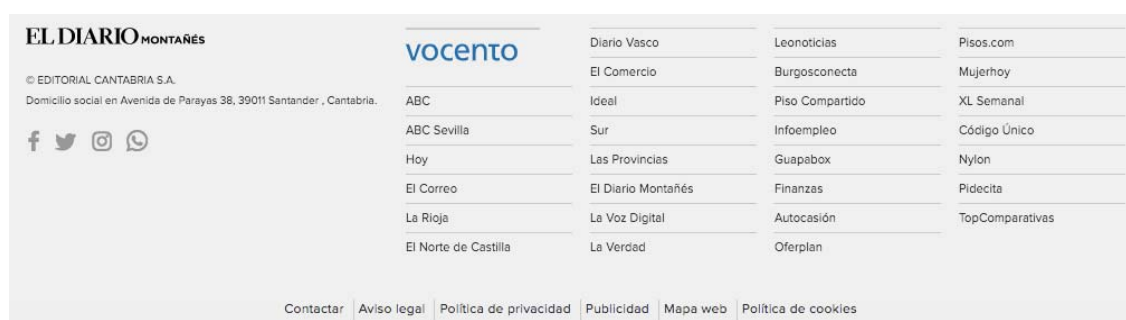 EL DIARIO MONTAÑÉS
© EDITORIAL CANTABRIA S.A.
Domicilio social en Avenida de Parayas 38, 39011 Santander , Cantabria.
vocento
ABC
ABC Sevilla
Hoy
El Correo
La Rioja
El Norte de Castilla
Diario Vasco
El Comercio
Ideal
Sur
Las Provincias
El Diario Montañés
La Voz Digital
La Verdad
Leonoticias
Burgosconecta
Piso Compartido
Infoempleo
Guapabox
Finanzas
Autocasión
Oferplan
Pisos.com
Mujerhoy
XL Semanal
Código Único
Nylon
Pidecita
TopComparativas
Contactar Aviso legal Política de privacidad Publicidad Mapa web Política de cookies